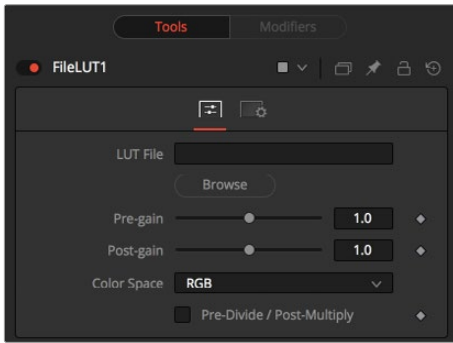 Tools Modifiers
FileLUT1
LUT File
Browse
Pre-gain 1.0
Post-gain 1.0
Color Space RGB
Pre-Divide / Post-Multiply